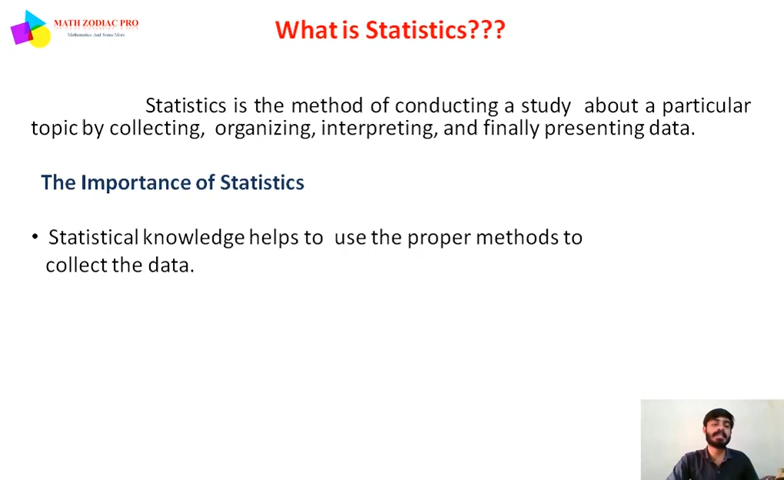 MATH ZODIAC PRO
Mathematics And Some More
What is Statistics???
Statistics is the method of conducting a study about a particular
topic by collecting, organizing, interpreting, and finally presenting data.
The Importance of Statistics
• Statistical knowledge helps to use the proper methods to
collect the data.